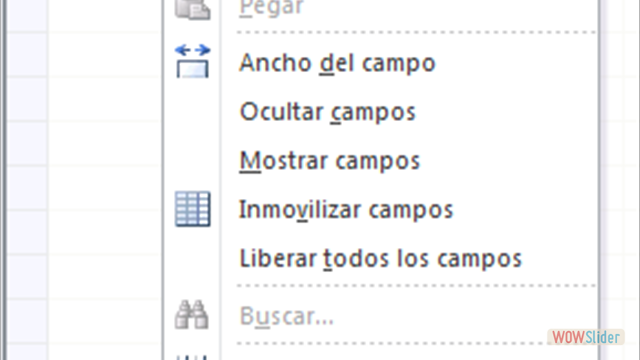 Pegar
Ancho del campo
Ocultar campos
Mostrar campos
Inmovilizar campos
Liberar todos los campos
Buscar...
WOWSlider